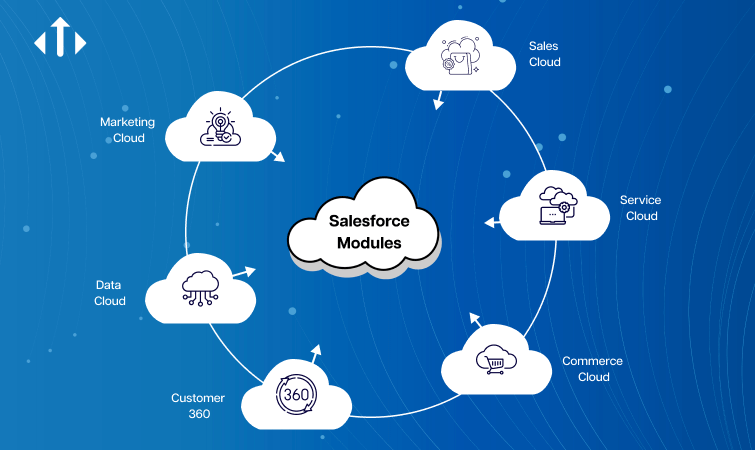 Sales
Cloud
Marketing
Cloud
Service
Cloud
Salesforce
Modules
Data
Cloud
Commerce
Cloud
Customer
360
360